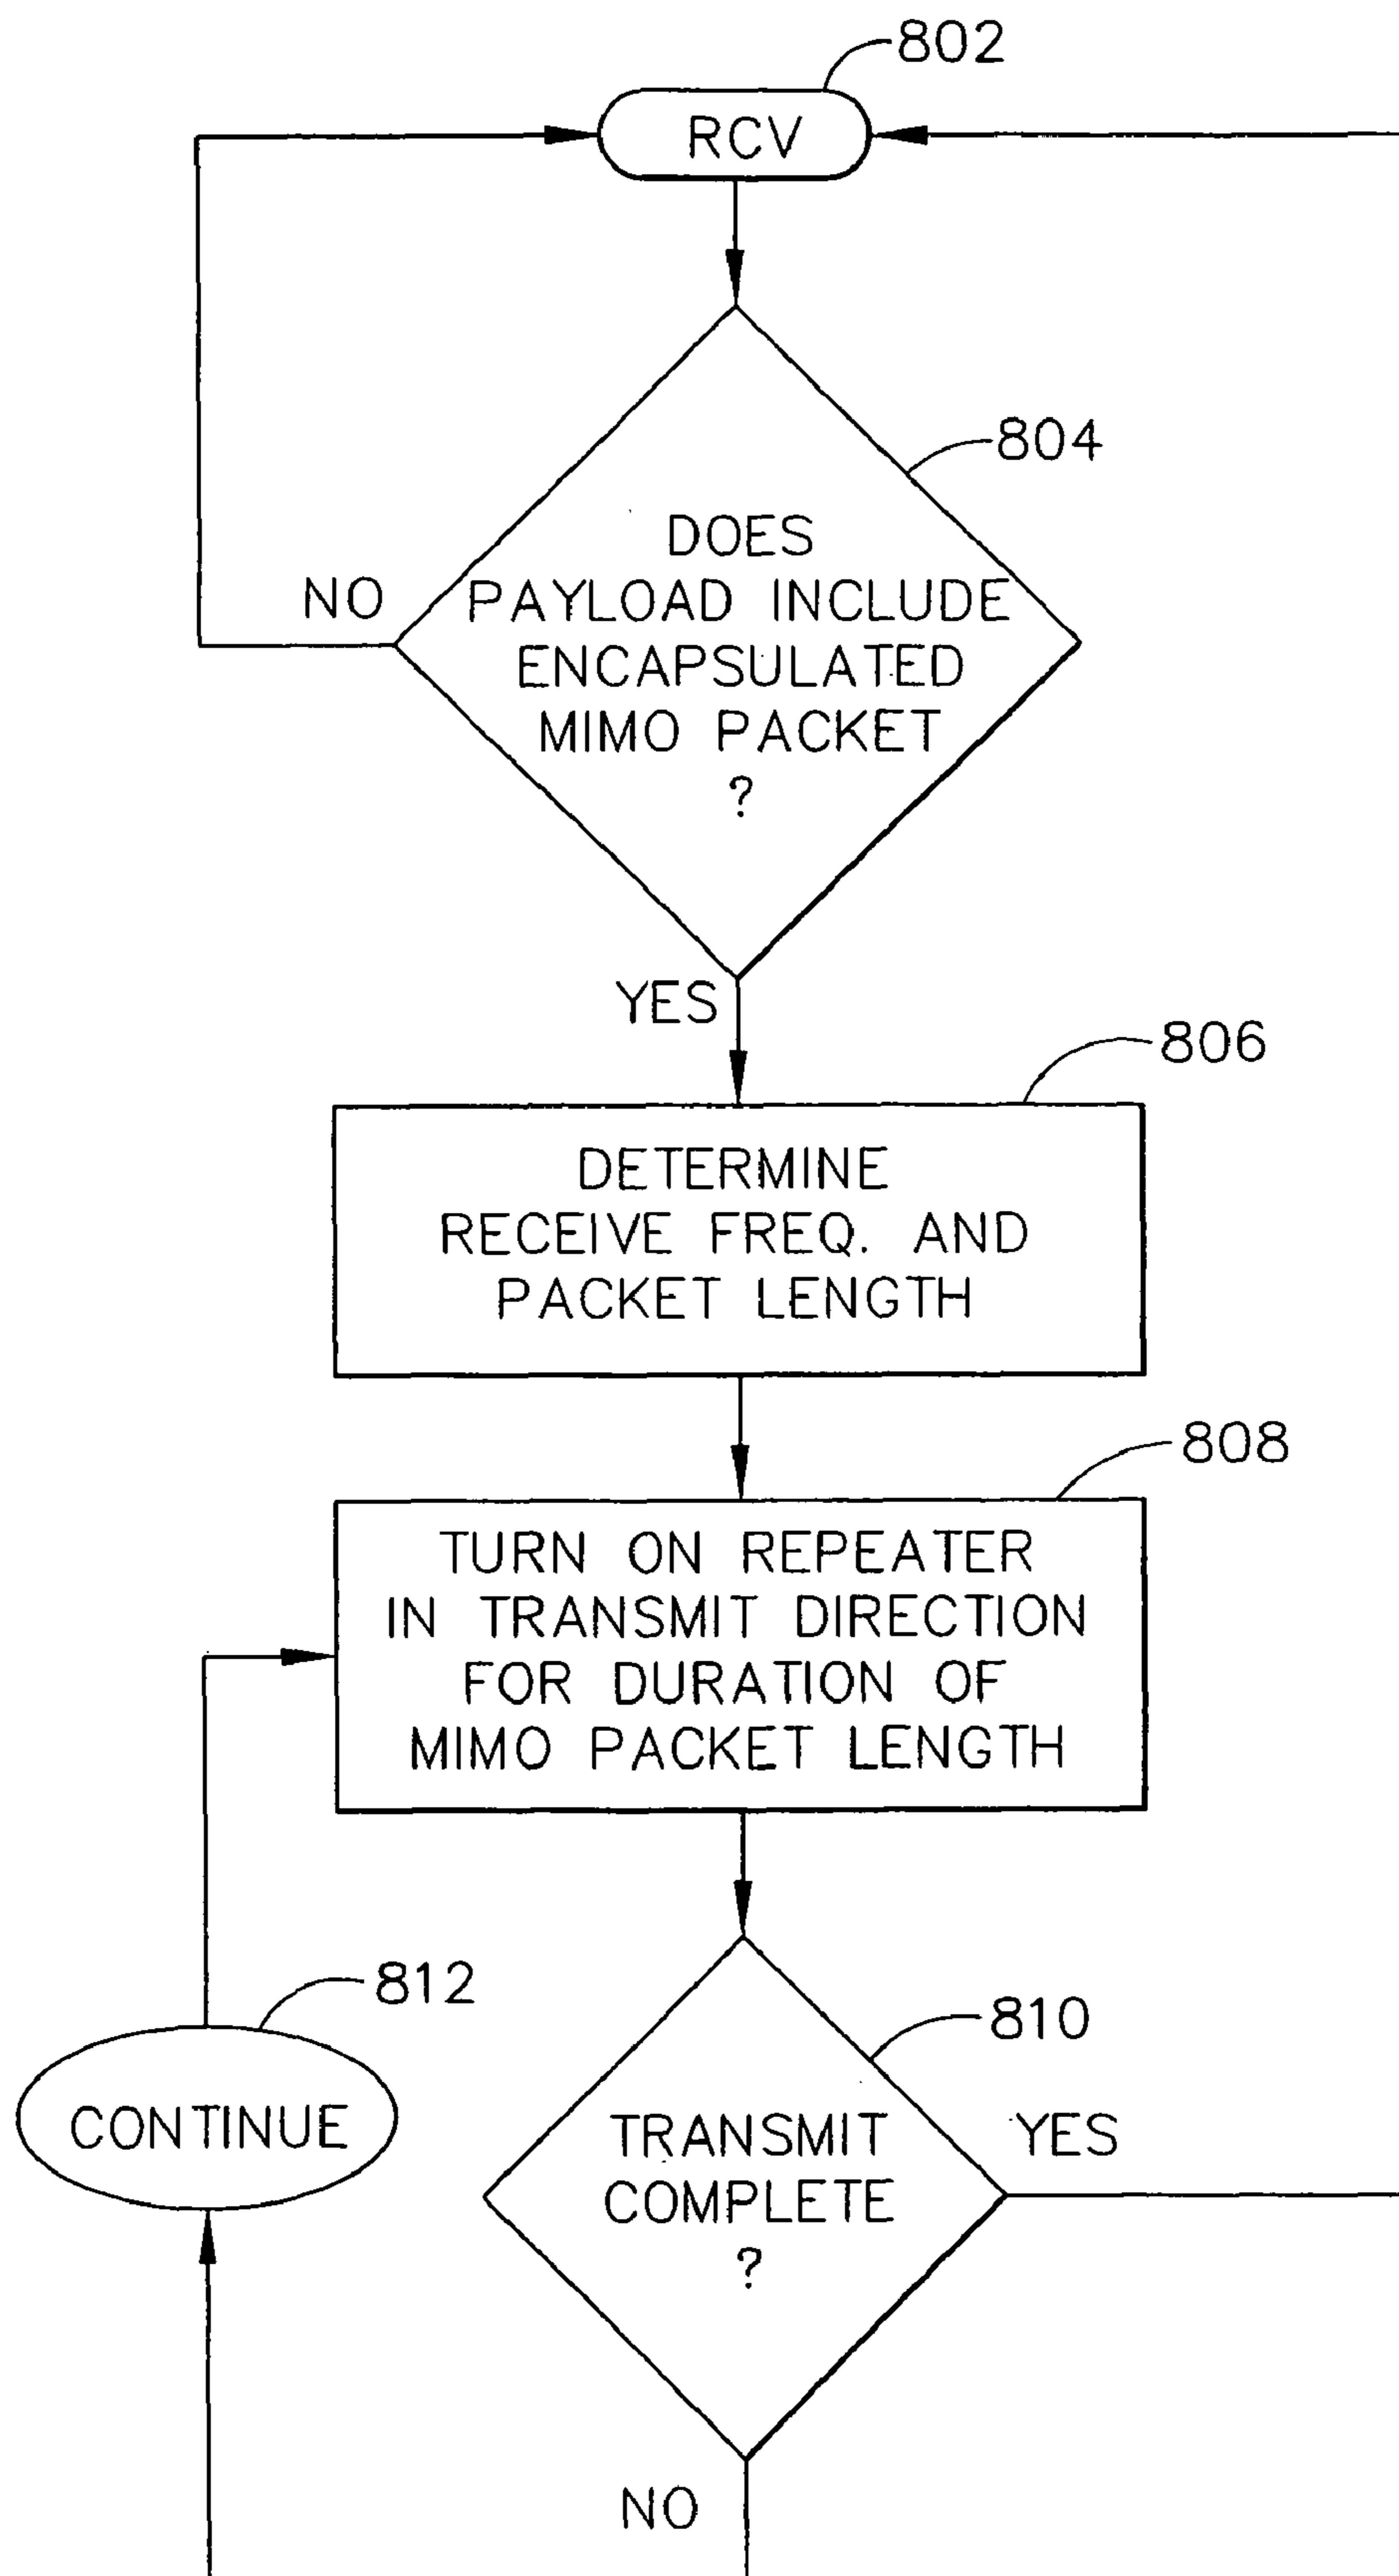 802
RCV
804
DOES
PAYLOAD INCLUDE
ENCAPSULATED
MIMO PACKET
?
NO
YES
806
DETERMINE
RECEIVE FREQ. AND
PACKET LENGTH
808
TURN ON REPEATER
IN TRANSMIT DIRECTION
FOR DURATION OF
MIMO PACKET LENGTH
812
CONTINUE
810
TRANSMIT
COMPLETE
?
YES
NO